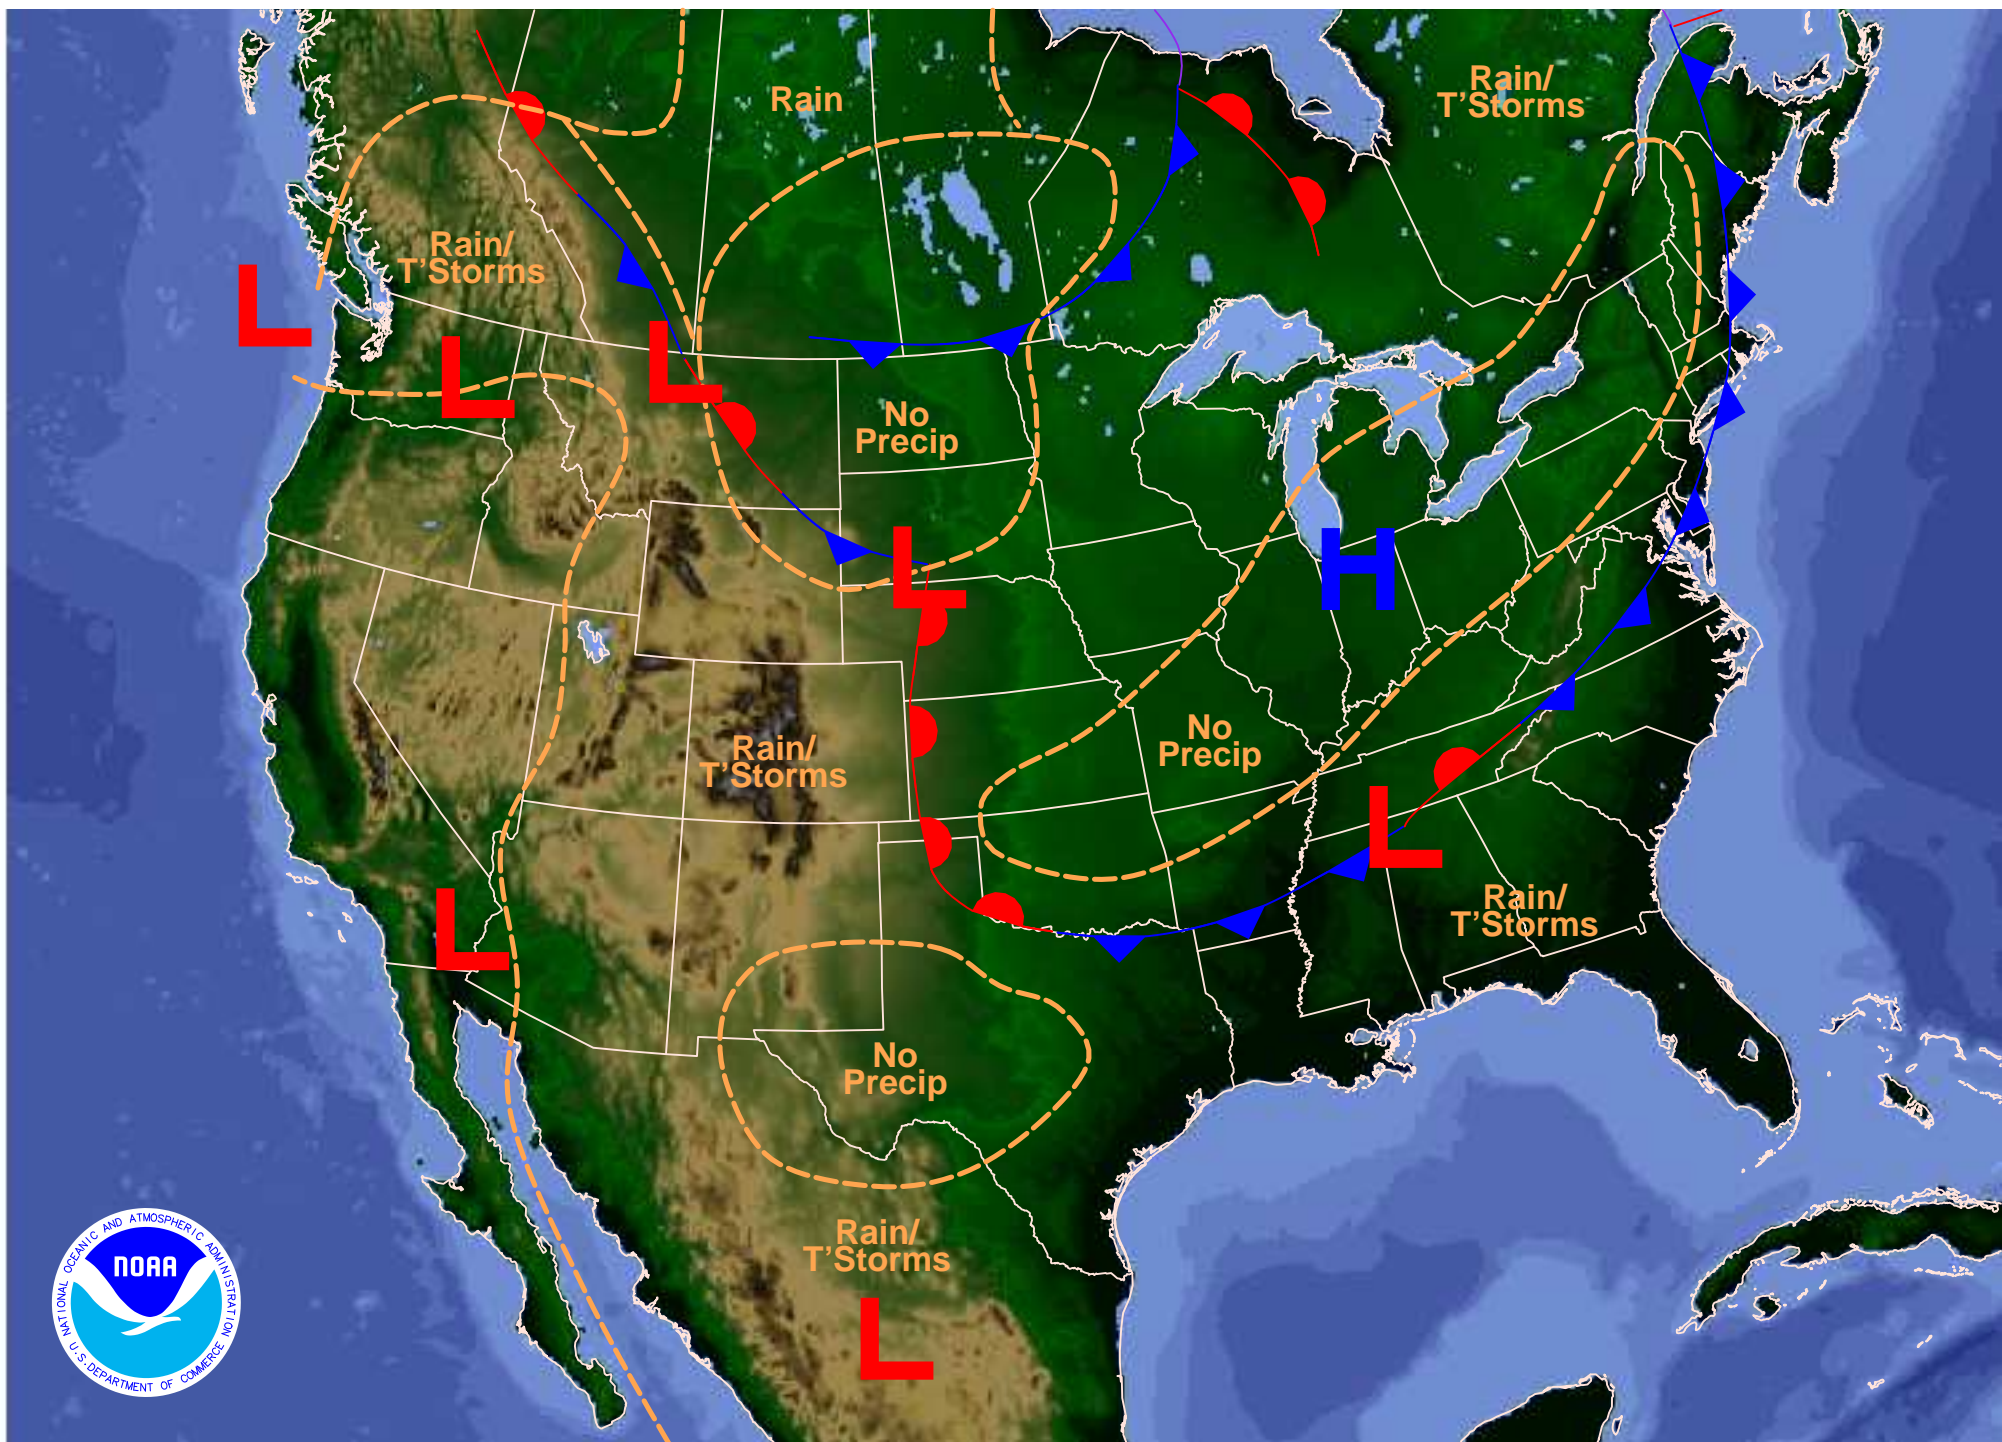 Rain
Rain/
T'Storms
Rain/
T'Storms
L
L
L
No
Precip
L
H
Rain/
T'Storms
No
Precip
L
Rain/
T'Storms
L
No
Precip
Rain/
T'Storms
L
NATIONAL OCEANIC AND ATMOSPHERIC ADMINISTRATION
NOAA
U.S. DEPARTMENT OF COMMERCE